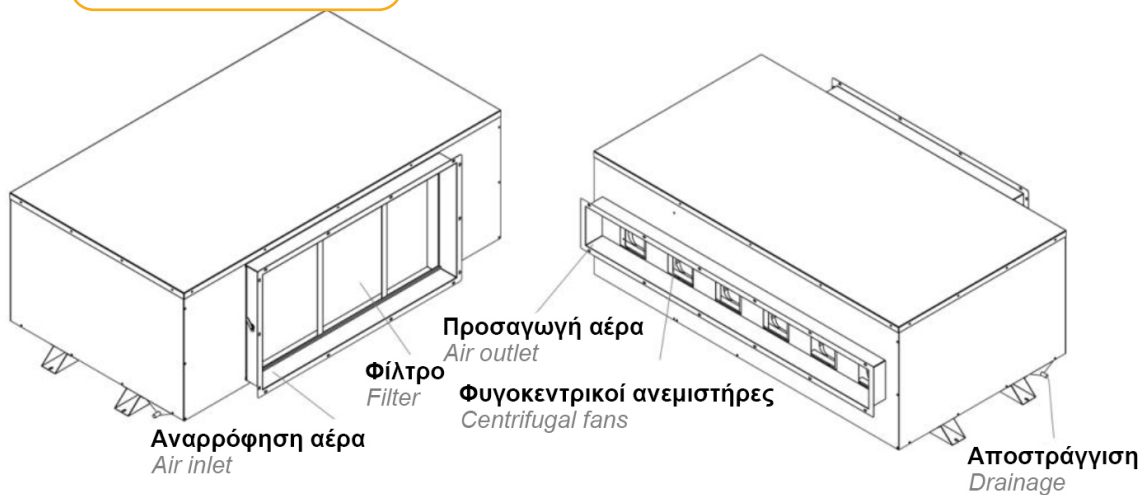 Προσαγωγή αέρα
Air outlet
Φίλτρο
Filter
Φυγοκεντρικοί ανεμιστήρες
Centrifugal fans
Αναρρόφηση αέρα
Air inlet
Αποστράγγιση
Drainage